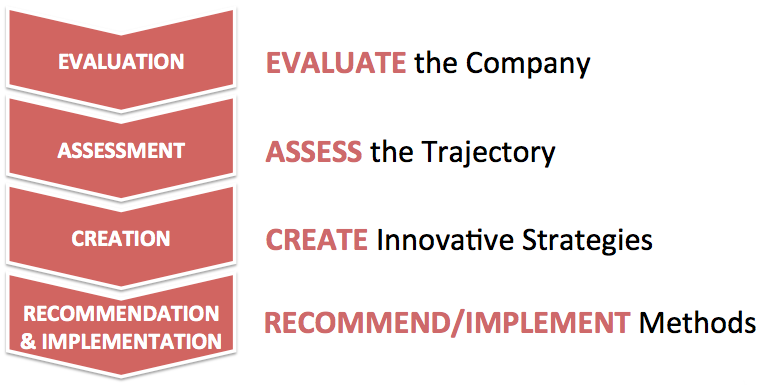 EVALUATION
EVALUATE the Company
ASSESSMENT
ASSESS the Trajectory
CREATION
CREATE Innovative Strategies
RECOMMENDATION
& IMPLEMENTATION
RECOMMEND/IMPLEMENT Methods